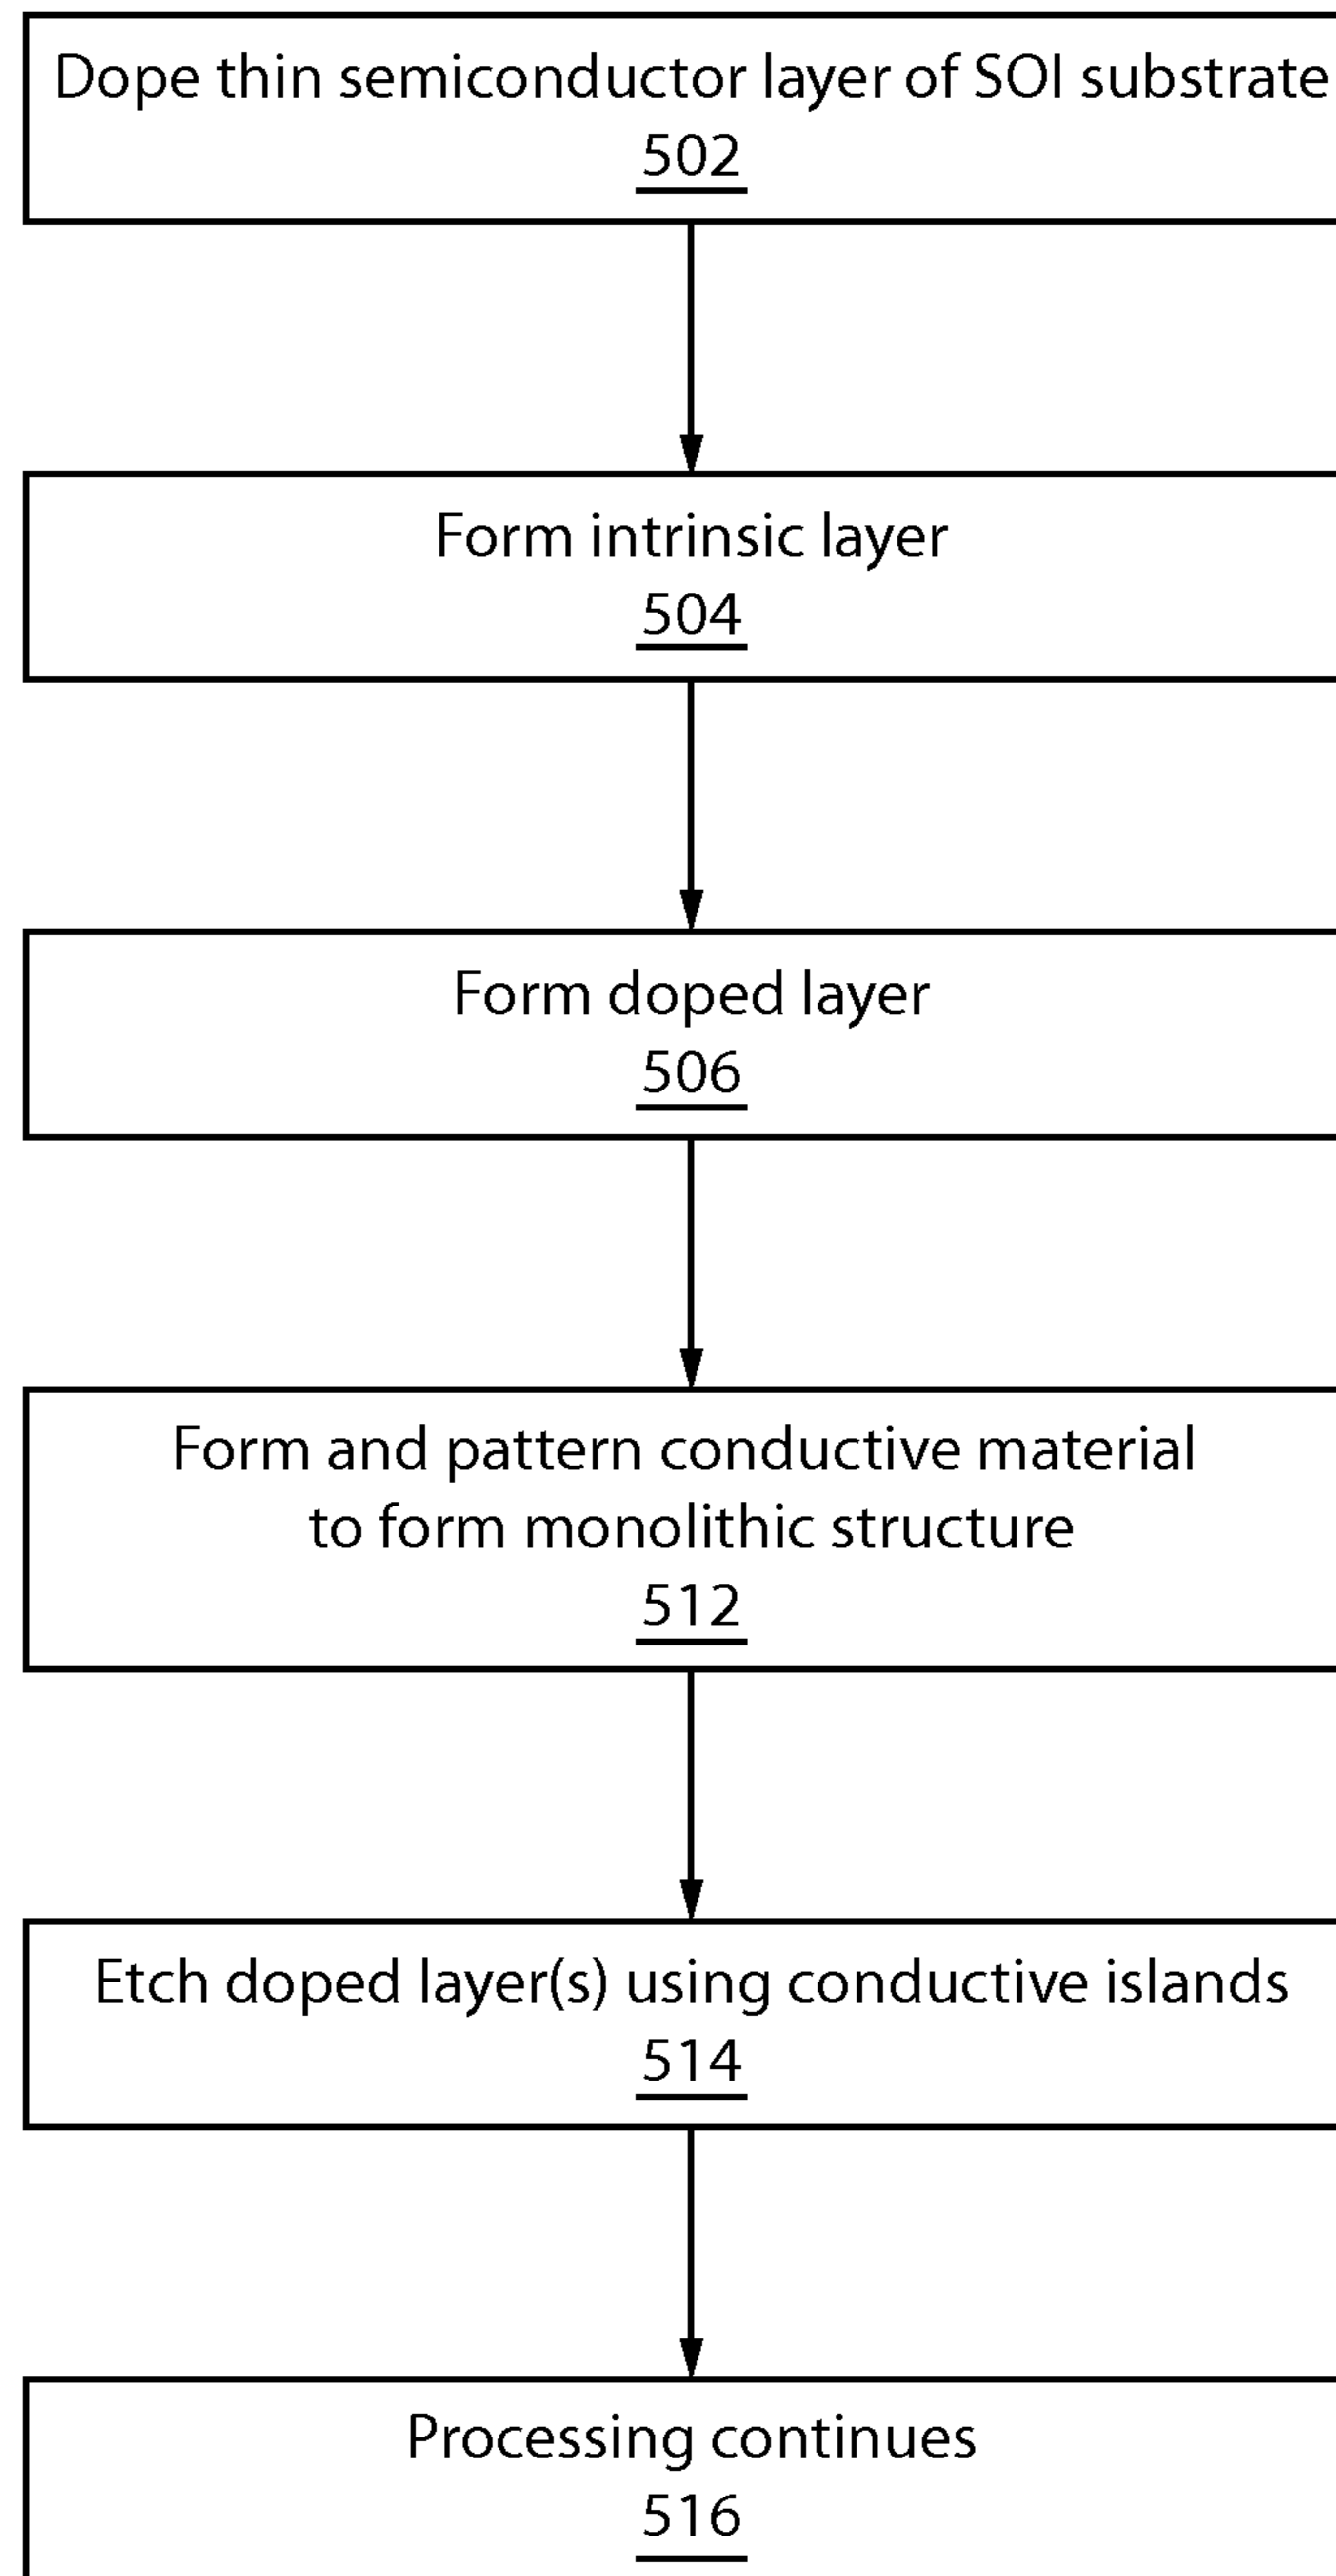 Dope thin semiconductor layer of SOI substrate
502
Form intrinsic layer
504
Form doped layer
506
Form and pattern conductive material
to form monolithic structure
512
Etch doped layer(s) using conductive islands
514
Processing continues
516